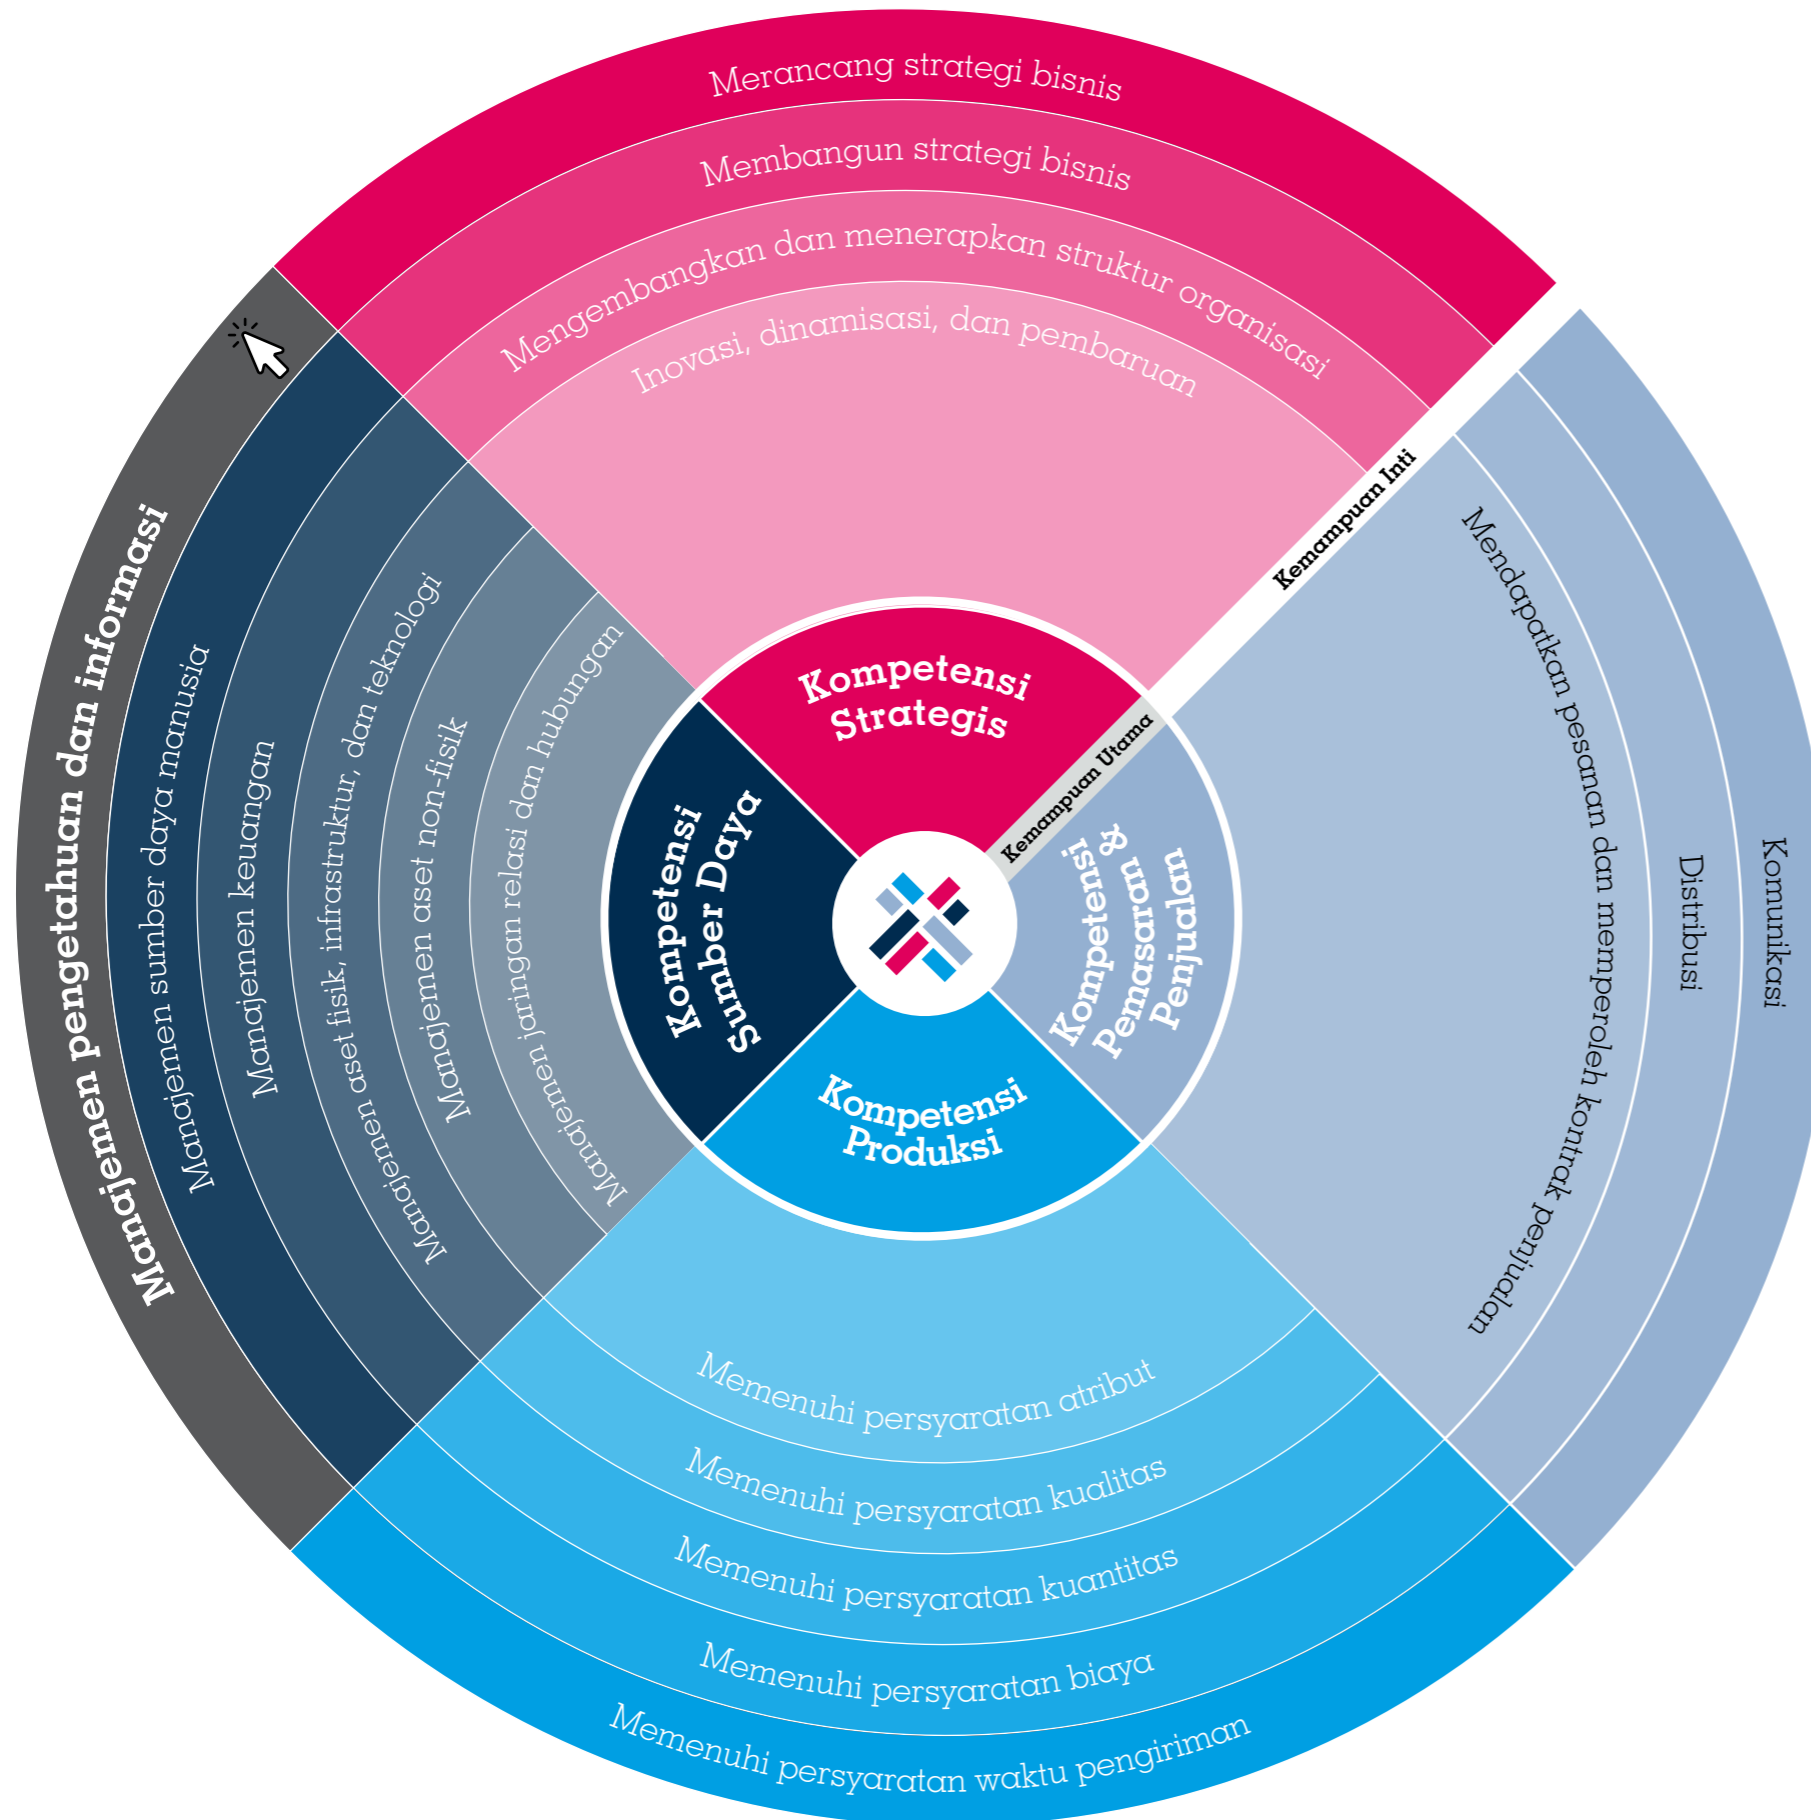 Merancang strategi bisnis
Membangun strategi bisnis
Mengembangkan dan menerapkan struktur organisasi
Inovasi, dinamisasi, dan pembaruan
Kompetensi
Strategis
Kemampuan Inti
Kemampuan Utama
Komunikasi
Distribusi
Mendapatkan pesanan dan memperoleh kontrak penjualan
Kompetensi
Pemasaran &
Penjualan
Kompetensi
Produksi
Memenuhi persyaratan atribut
Memenuhi persyaratan kualitas
Memenuhi persyaratan kuantitas
Memenuhi persyaratan biaya
Memenuhi persyaratan waktu pengiriman
Manajemen pengetahuan dan informasi
Manajemen sumber daya manusia
Manajemen keuangan
Manajemen aset fisik, infrastruktur, dan teknologi
Manajemen aset non-fisik
Manajemen jaringan relasi dan hubungan
Kompetensi
Sumber Daya